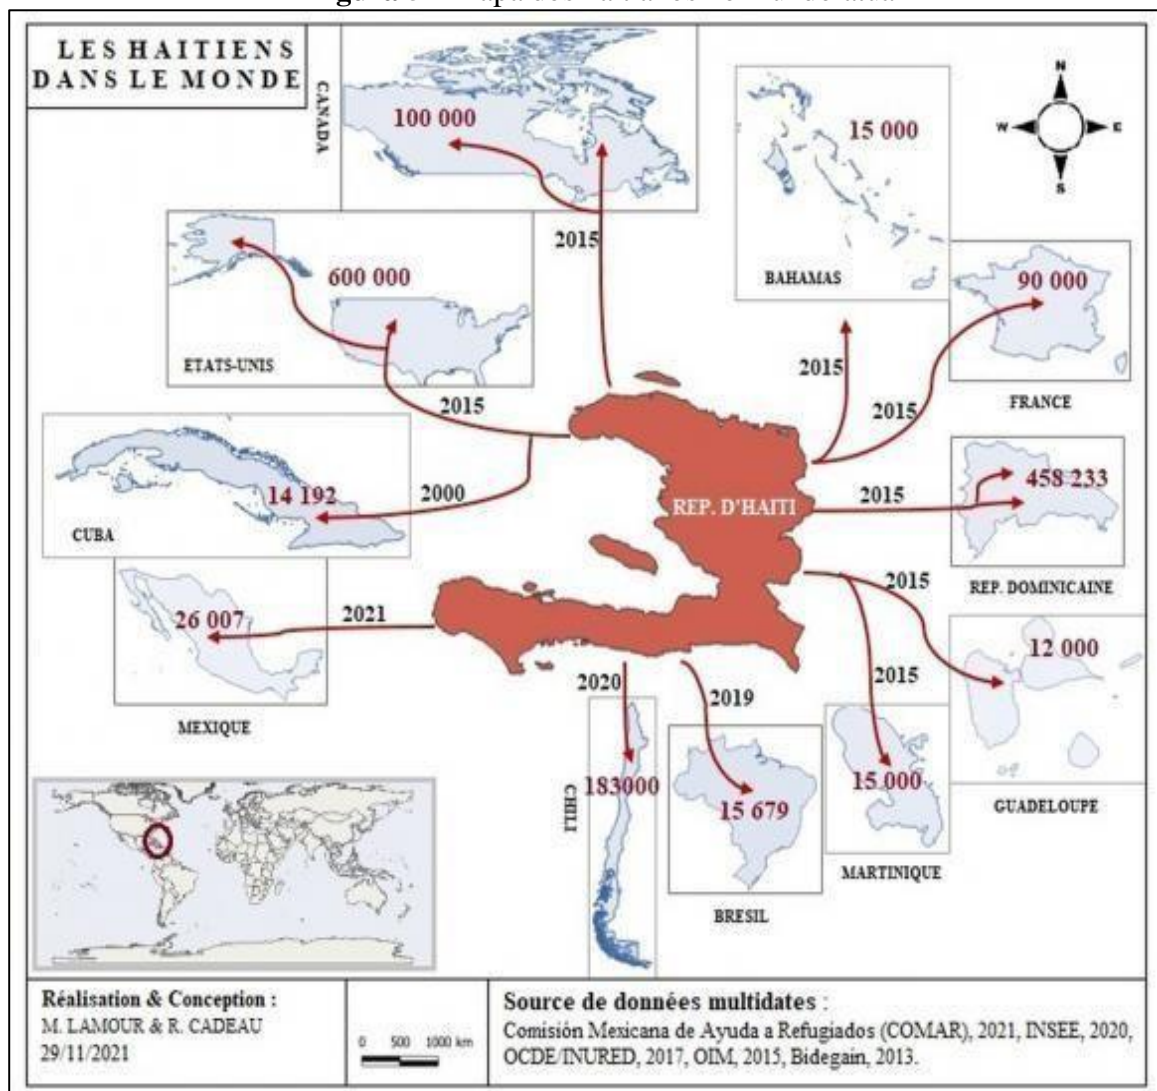 LES HAITIENS
DANS LE MONDE
CANADA
100 000
2015
BAHAMAS
15 000
2015
N
W
E
S
ETATS-UNIS
600 000
2015
FRANCE
90 000
2015
CUBA
14 192
2000
REP. D'HAITI
REP. DOMINICAINE
458 233
2015
MEXIQUE
26 007
2021
GUADELOUPE
12 000
2015
MARTINIQUE
15 000
2015
CHILI
183000
2020
BRESIL
15 679
2019
Réalisation & Conception :
M. LAMOUR & R. CADEAU
29/11/2021
0 500 1000 km
Source de données multidates :
Comisión Mexicana de Ayuda a Refugiados (COMAR), 2021, INSEE, 2020,
OCDE/INURED, 2017, OIM, 2015, Bidegain, 2013.